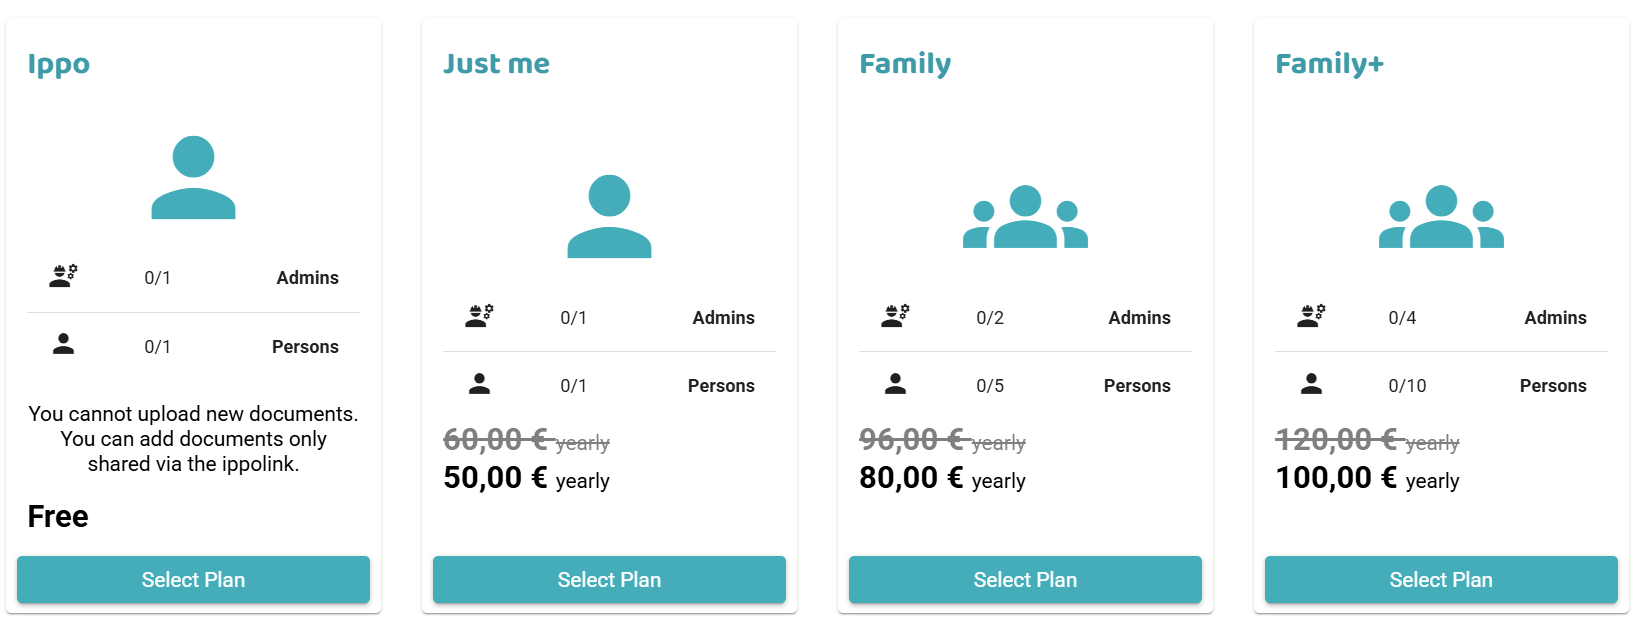 Ippo
0/1 Admins
0/1 Persons
You cannot upload new documents.
You can add documents only
shared via the ippolink.
Free
Select Plan
Just me
0/1 Admins
0/1 Persons
60,00 € yearly
50,00 € yearly
Select Plan
Family
0/2 Admins
0/5 Persons
96,00 € yearly
80,00 € yearly
Select Plan
Family+
0/4 Admins
0/10 Persons
120,00 € yearly
100,00 € yearly
Select Plan